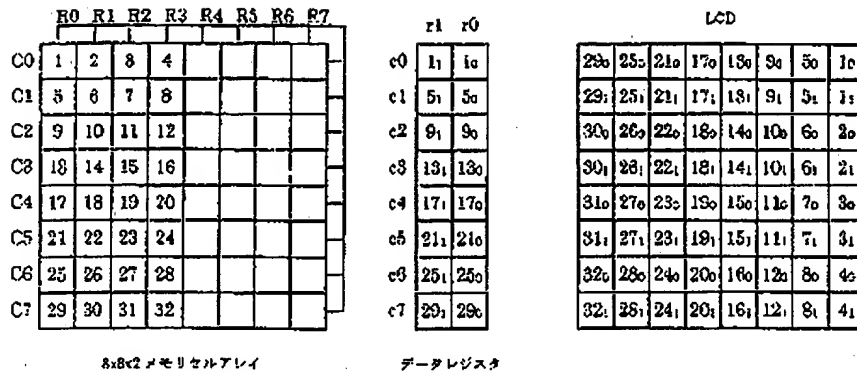 R0 R1 R2 R3 R4 R5 R6 R7
r1 r0
LCD
C0 1 2 3 4
c0 1₁ 1₀
29₀ 25₀ 21₀ 17₀ 13₀ 9₀ 5₀ 1₀
C1 5 6 7 8
c1 5₁ 5₀
29₁ 25₁ 21₁ 17₁ 13₁ 9₁ 5₁ 1₁
C2 9 10 11 12
c2 9₁ 9₀
30₀ 26₀ 22₀ 18₀ 14₀ 10₀ 6₀ 2₀
C3 13 14 15 16
c3 13₁ 13₀
30₁ 26₁ 22₁ 18₁ 14₁ 10₁ 6₁ 2₁
C4 17 18 19 20
c4 17₁ 17₀
31₀ 27₀ 23₀ 19₀ 15₀ 11₀ 7₀ 3₀
C5 21 22 23 24
c5 21₁ 21₀
31₁ 27₁ 23₁ 19₁ 15₁ 11₁ 7₁ 3₁
C6 25 26 27 28
c6 25₁ 25₀
32₀ 28₀ 24₀ 20₀ 16₀ 12₀ 8₀ 4₀
C7 29 30 31 32
c7 29₁ 29₀
32₁ 28₁ 24₁ 20₁ 16₁ 12₁ 8₁ 4₁
8x8x2メモリセルアレイ
データレジスタ